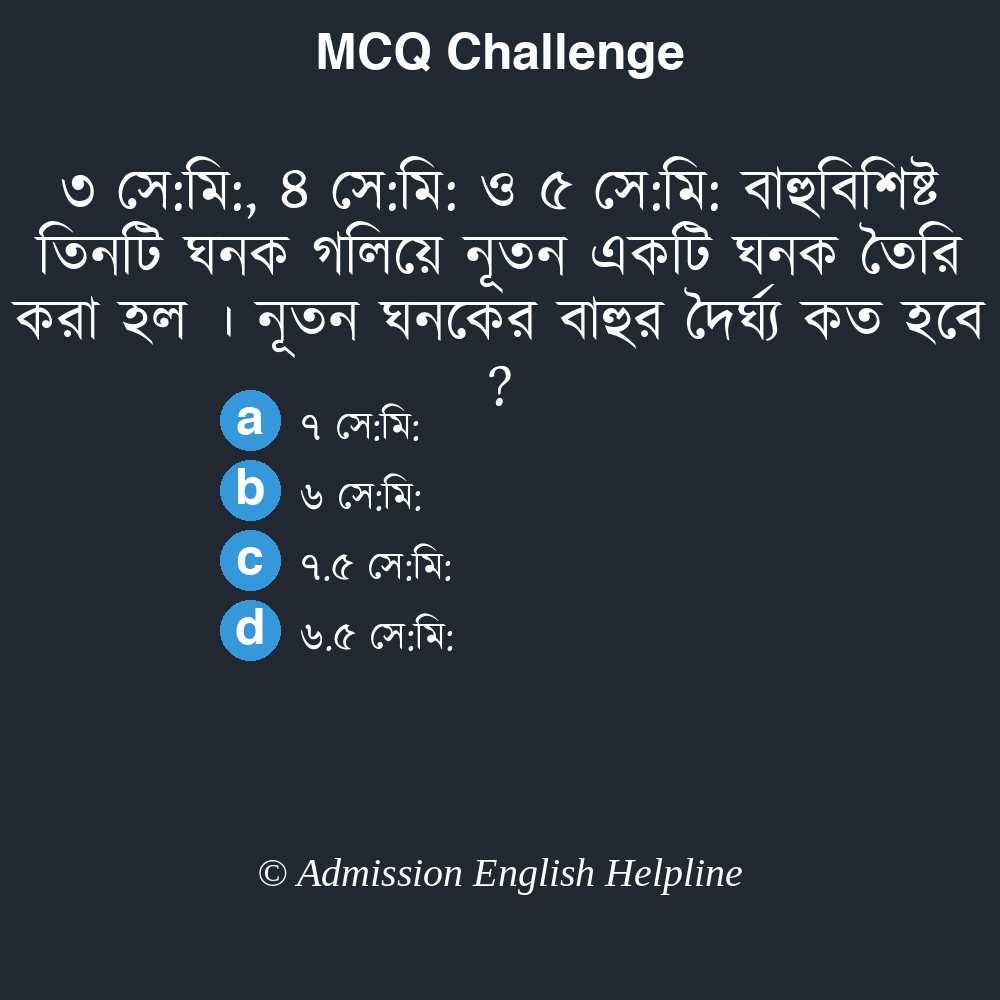 MCQ Challenge
৩ সে:মি:, ৪ সে:মি: ও ৫ সে:মি: বাহুবিশিষ্ট
তিনটি ঘনক গলিয়ে নূতন একটি ঘনক তৈরি
করা হল । নূতন ঘনকের বাহুর দৈর্ঘ্য কত হবে
?
a ৭ সে:মি:
b ৬ সে:মি:
c ৭.৫ সে:মি:
d ৬.৫ সে:মি:
© Admission English Helpline